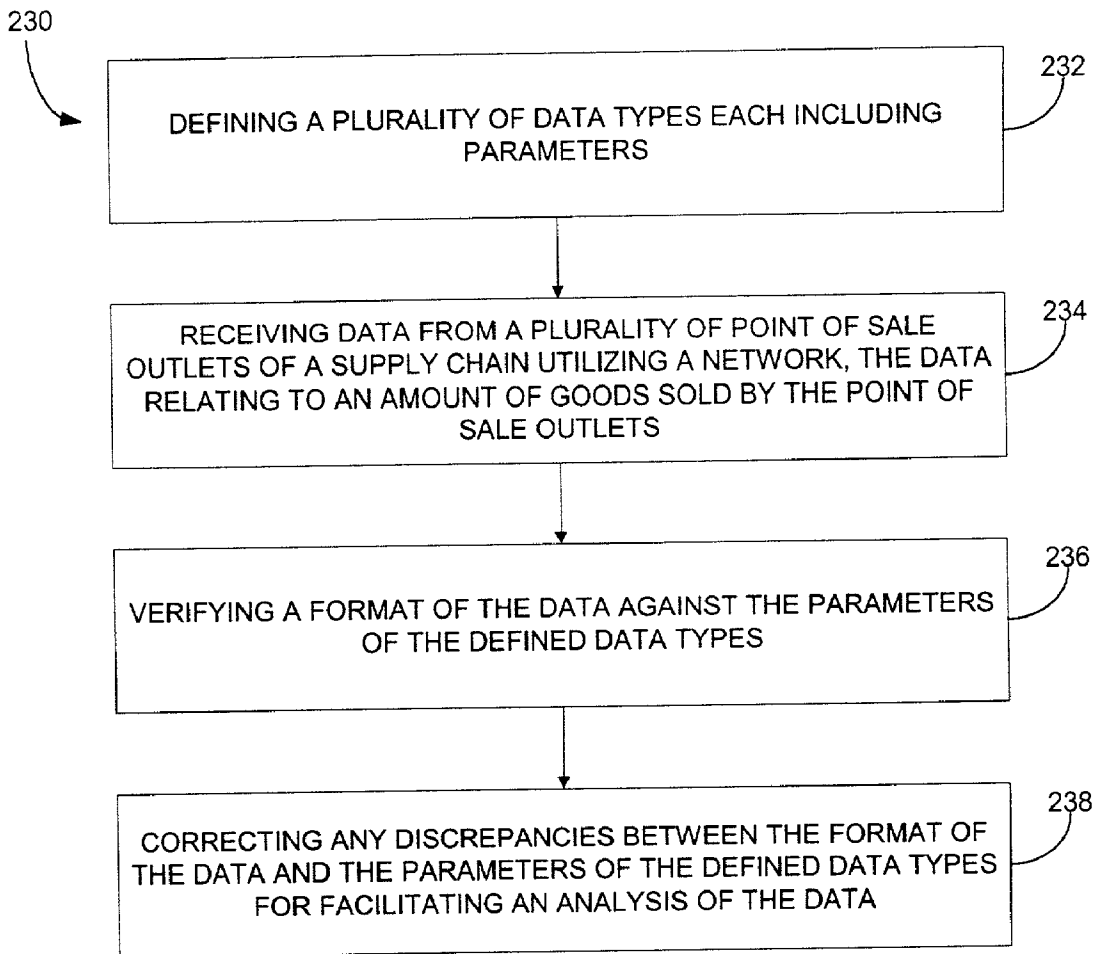 230
232
DEFINING A PLURALITY OF DATA TYPES EACH INCLUDING
PARAMETERS
234
RECEIVING DATA FROM A PLURALITY OF POINT OF SALE
OUTLETS OF A SUPPLY CHAIN UTILIZING A NETWORK, THE DATA
RELATING TO AN AMOUNT OF GOODS SOLD BY THE POINT OF
SALE OUTLETS
236
VERIFYING A FORMAT OF THE DATA AGAINST THE PARAMETERS
OF THE DEFINED DATA TYPES
238
CORRECTING ANY DISCREPANCIES BETWEEN THE FORMAT OF
THE DATA AND THE PARAMETERS OF THE DEFINED DATA TYPES
FOR FACILITATING AN ANALYSIS OF THE DATA